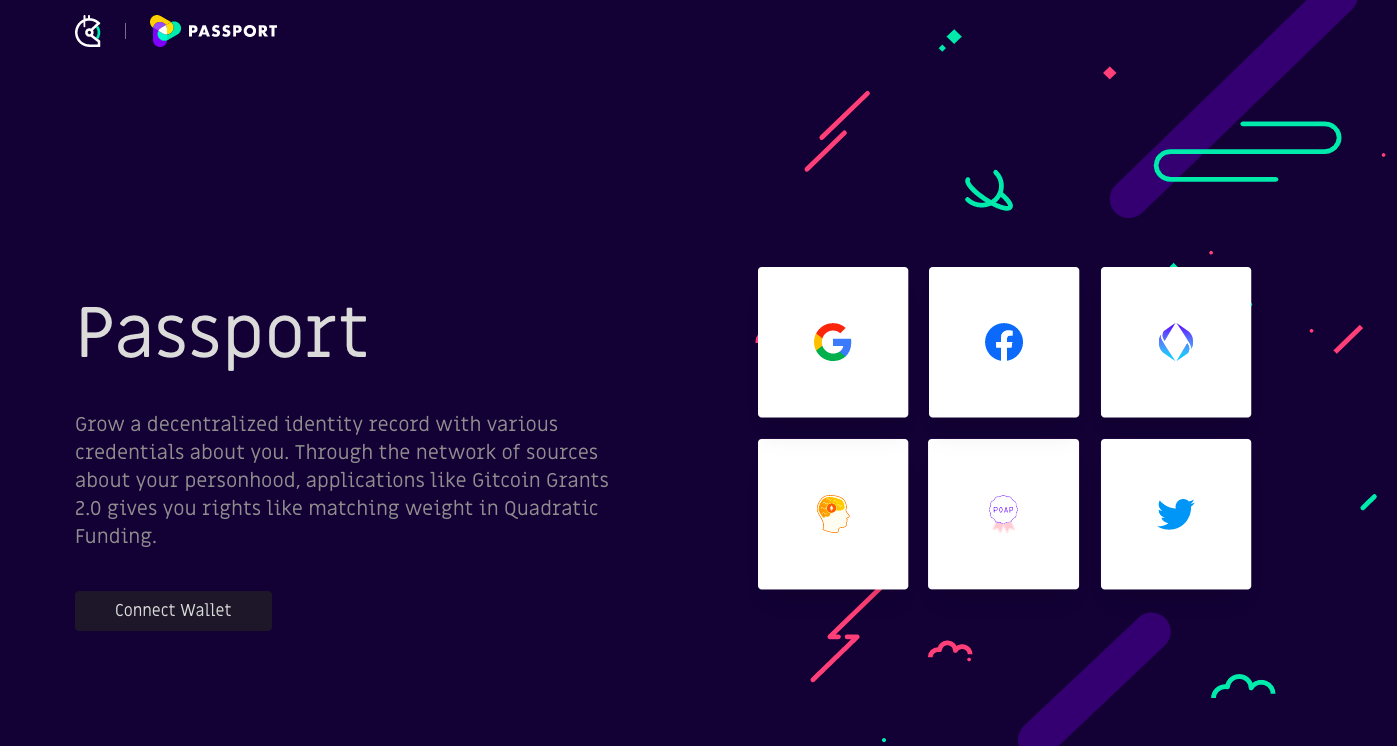 PASSPORT
Passport
Grow a decentralized identity record with various
credentials about you. Through the network of sources
about your personhood, applications like Gitcoin Grants
2.0 gives you rights like matching weight in Quadratic
Funding.
Connect Wallet
POAP